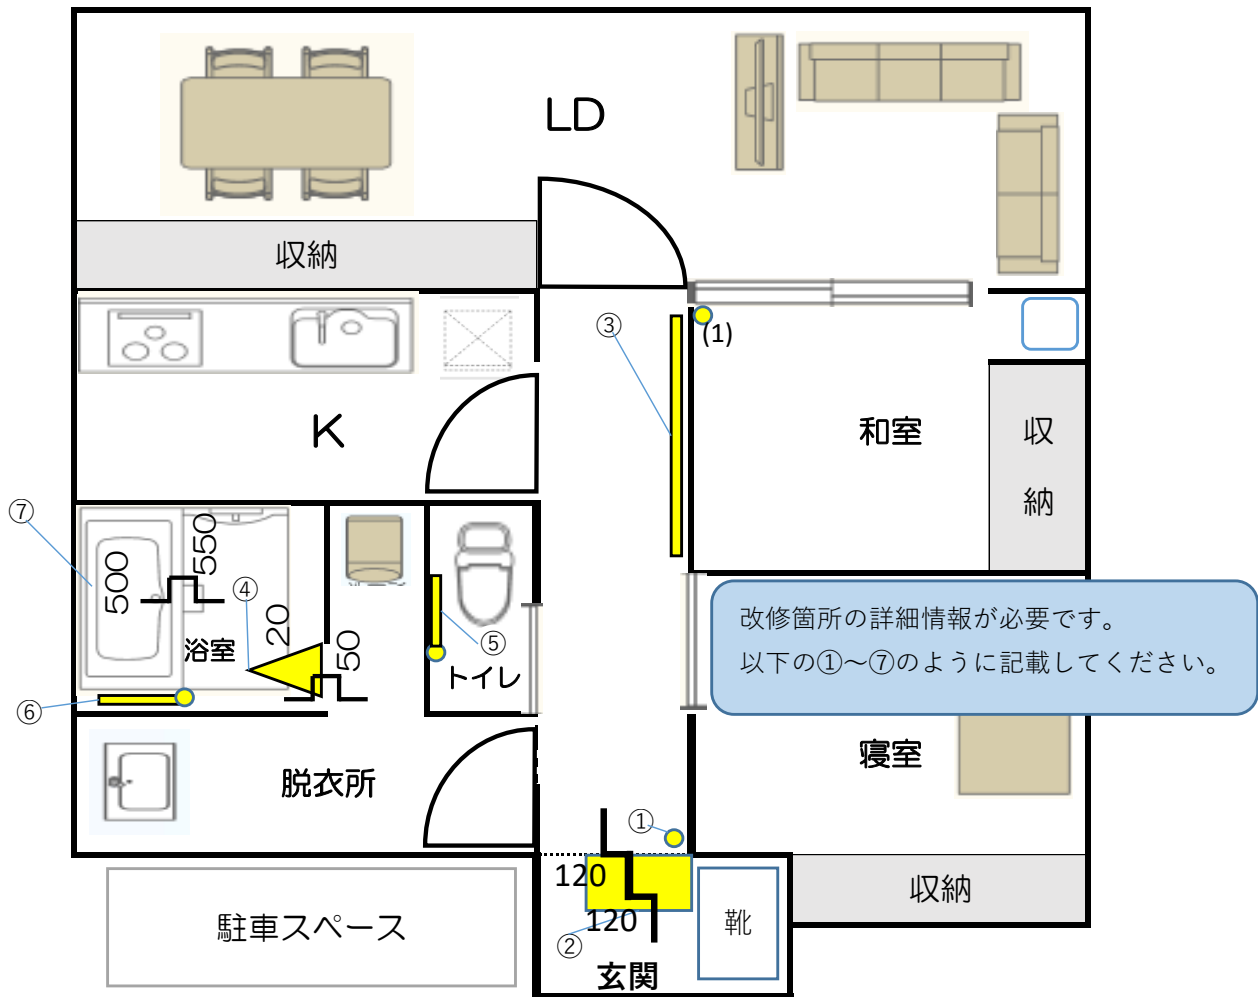 LD
収納
③
(1)
K
和室
収
納
⑦
500
550
④
20
50
浴室
⑤
トイレ
⑥
改修箇所の詳細情報が必要です。
以下の①～⑦のように記載してください。
脱衣所
寝室
①
120
120
②
玄関
靴
収納
駐車スペース